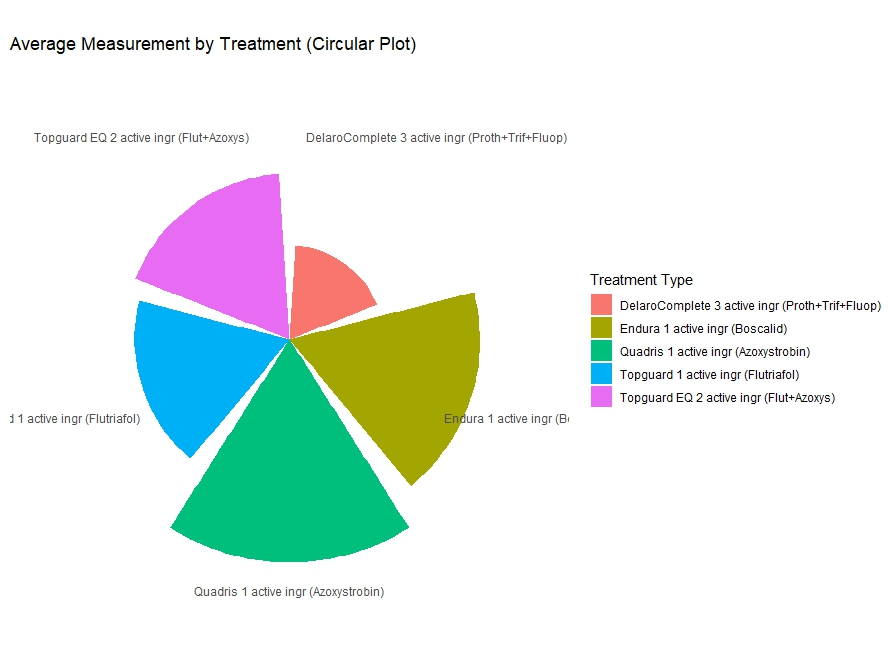 Average Measurement by Treatment (Circular Plot)
Topguard EQ 2 active ingr (Flut+Azoxys)
DelaroComplete 3 active ingr (Proth+Trif+Fluop)
1 active ingr (Flutriafol)
Endura 1 active ingr (B
Quadris 1 active ingr (Azoxystrobin)
Treatment Type
DelaroComplete 3 active ingr (Proth+Trif+Fluop)
Endura 1 active ingr (Boscalid)
Quadris 1 active ingr (Azoxystrobin)
Topguard 1 active ingr (Flutriafol)
Topguard EQ 2 active ingr (Flut+Azoxys)